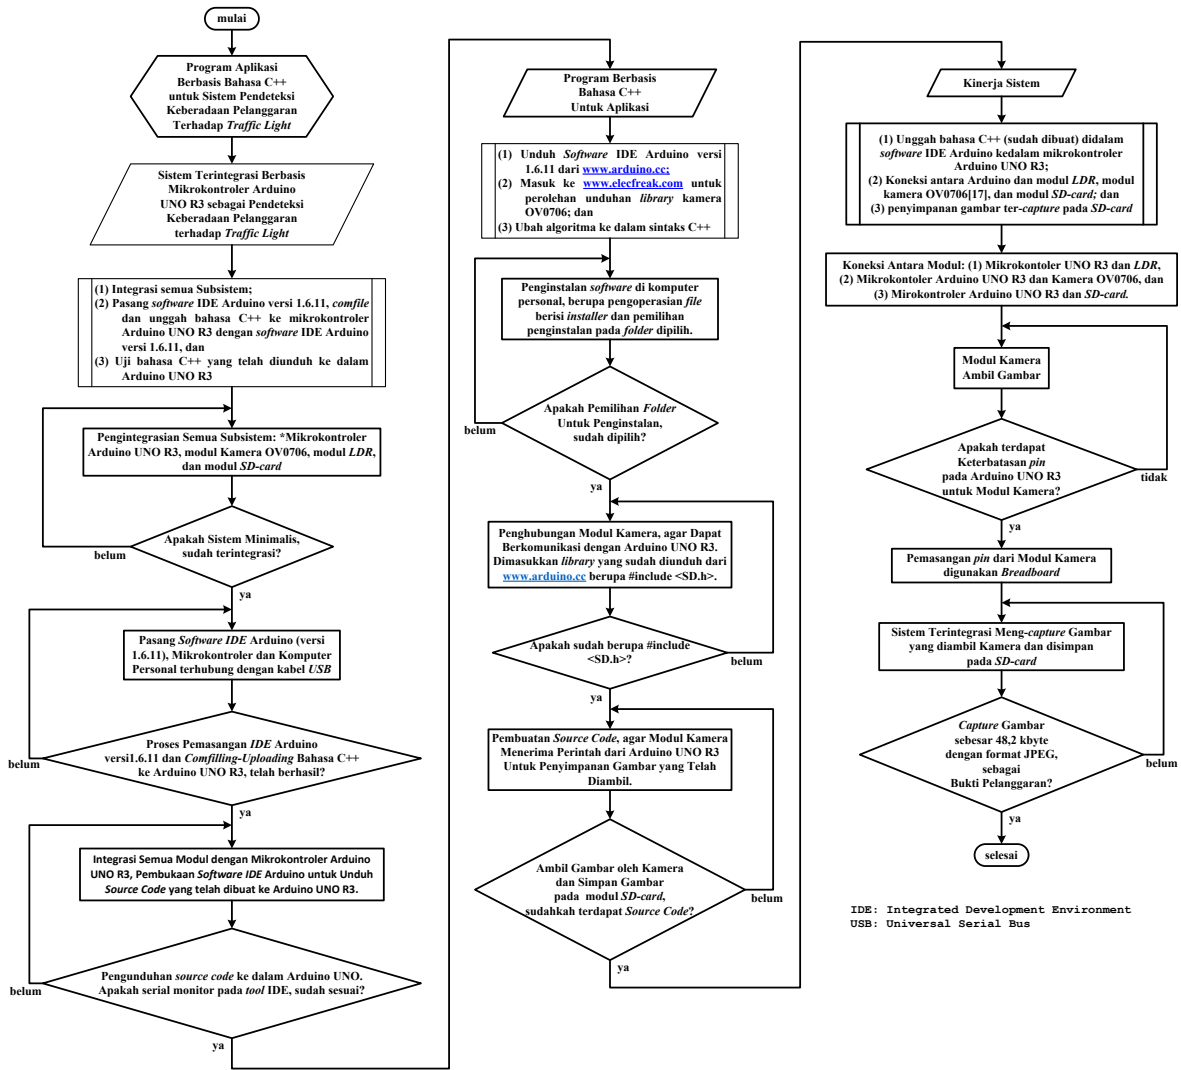 mulai
Program Aplikasi
Berbasis Bahasa C++
untuk Sistem Pendeteksi
Keberadaan Pelanggaran
Terhadap Traffic Light
Sistem Terintegrasi Berbasis
Mikrokontroler Arduino
UNO R3 sebagai Pendeteksi
Keberadaan Pelanggaran
terhadap Traffic Light
(1) Integrasi semua Subsistem;
(2) Pasang software IDE Arduino versi 1.6.11, comfile
dan unggah bahasa C++ ke mikrokontroler
Arduino UNO R3 dengan software IDE Arduino
versi 1.6.11, dan
(3) Uji bahasa C++ yang telah diunduh ke dalam
Arduino UNO R3
Pengintegrasian Semua Subsistem: *Mikrokontroler
Arduino UNO R3, modul Kamera OV0706, modul LDR,
dan modul SD-card
Apakah Sistem Minimalis,
sudah terintegrasi?
belum
ya
Pasang Software IDE Arduino (versi
1.6.11), Mikrokontroler dan Komputer
Personal terhubung dengan kabel USB
Proses Pemasangan IDE Arduino
versi1.6.11 dan Comfilling-Uploading Bahasa C++
ke Arduino UNO R3, telah berhasil?
belum
ya
Integrasi Semua Modul dengan Mikrokontroler Arduino
UNO R3, Pembukaan Software IDE Arduino untuk Unduh
Source Code yang telah dibuat ke Arduino UNO R3.
Pengunduhan source code ke dalam Arduino UNO.
Apakah serial monitor pada tool IDE, sudah sesuai?
belum
ya
Program Berbasis
Bahasa C++
Untuk Aplikasi
(1) Unduh Software IDE Arduino versi
1.6.11 dari www.arduino.cc;
(2) Masuk ke www.elecfreak.com untuk
perolehan unduhan library kamera
OV0706; dan
(3) Ubah algoritma ke dalam sintaks C++
Penginstalan software di komputer
personal, berupa pengoperasian file
berisi installer dan pemilihan
penginstalan pada folder dipilih.
Apakah Pemilihan Folder
Untuk Penginstalan,
sudah dipilih?
belum
ya
Penghubungan Modul Kamera, agar Dapat
Berkomunikasi dengan Arduino UNO R3.
Dimasukkan library yang sudah diunduh dari
www.arduino.cc berupa #include <SD.h>.
Apakah sudah berupa #include
<SD.h>?
belum
ya
Pembuatan Source Code, agar Modul Kamera
Menerima Perintah dari Arduino UNO R3
Untuk Penyimpanan Gambar yang Telah
Diambil.
Ambil Gambar oleh Kamera
dan Simpan Gambar
pada modul SD-card,
sudahkah terdapat Source Code?
belum
ya
Kinerja Sistem
(1) Unggah bahasa C++ (sudah dibuat) didalam
software IDE Arduino kedalam mikrokontroler
Arduino UNO R3;
(2) Koneksi antara Arduino dan modul LDR, modul
kamera OV0706[17], dan modul SD-card; dan
(3) penyimpanan gambar ter-capture pada SD-card
Koneksi Antara Modul: (1) Mikrokontoler UNO R3 dan LDR,
(2) Mikrokontoler Arduino UNO R3 dan Kamera OV0706, dan
(3) Mirokontroler Arduino UNO R3 dan SD-card.
Modul Kamera
Ambil Gambar
Apakah terdapat
Keterbatasan pin
pada Arduino UNO R3
untuk Modul Kamera?
tidak
ya
Pemasangan pin dari Modul Kamera
digunakan Breadboard
Sistem Terintegrasi Meng-capture Gambar
yang diambil Kamera dan disimpan
pada SD-card
Capture Gambar
sebesar 48,2 kbyte
dengan format JPEG,
sebagai
Bukti Pelanggaran?
belum
ya
selesai
IDE: Integrated Development Environment
USB: Universal Serial Bus